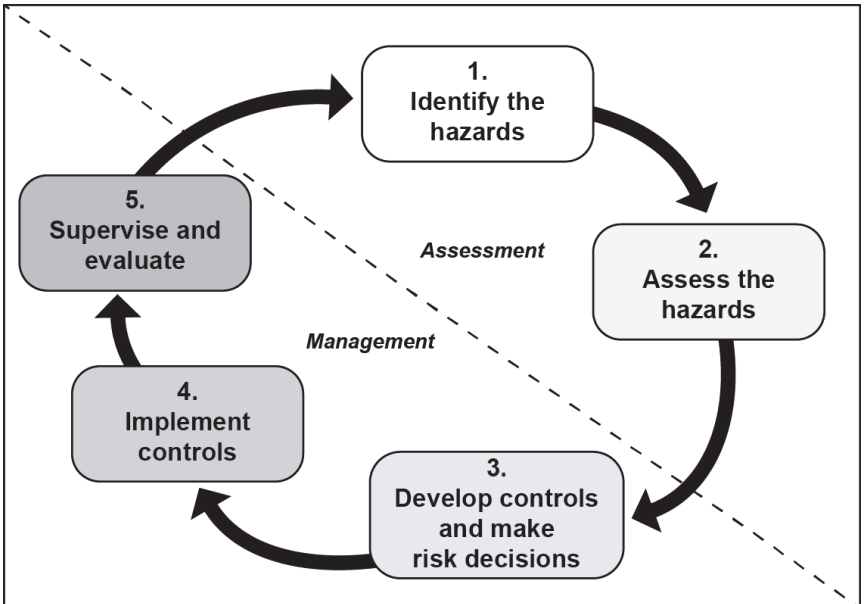 1.
Identify the
hazards
2.
Assess the
hazards
Assessment
Management
3.
Develop controls
and make
risk decisions
4.
Implement
controls
5.
Supervise and
evaluate